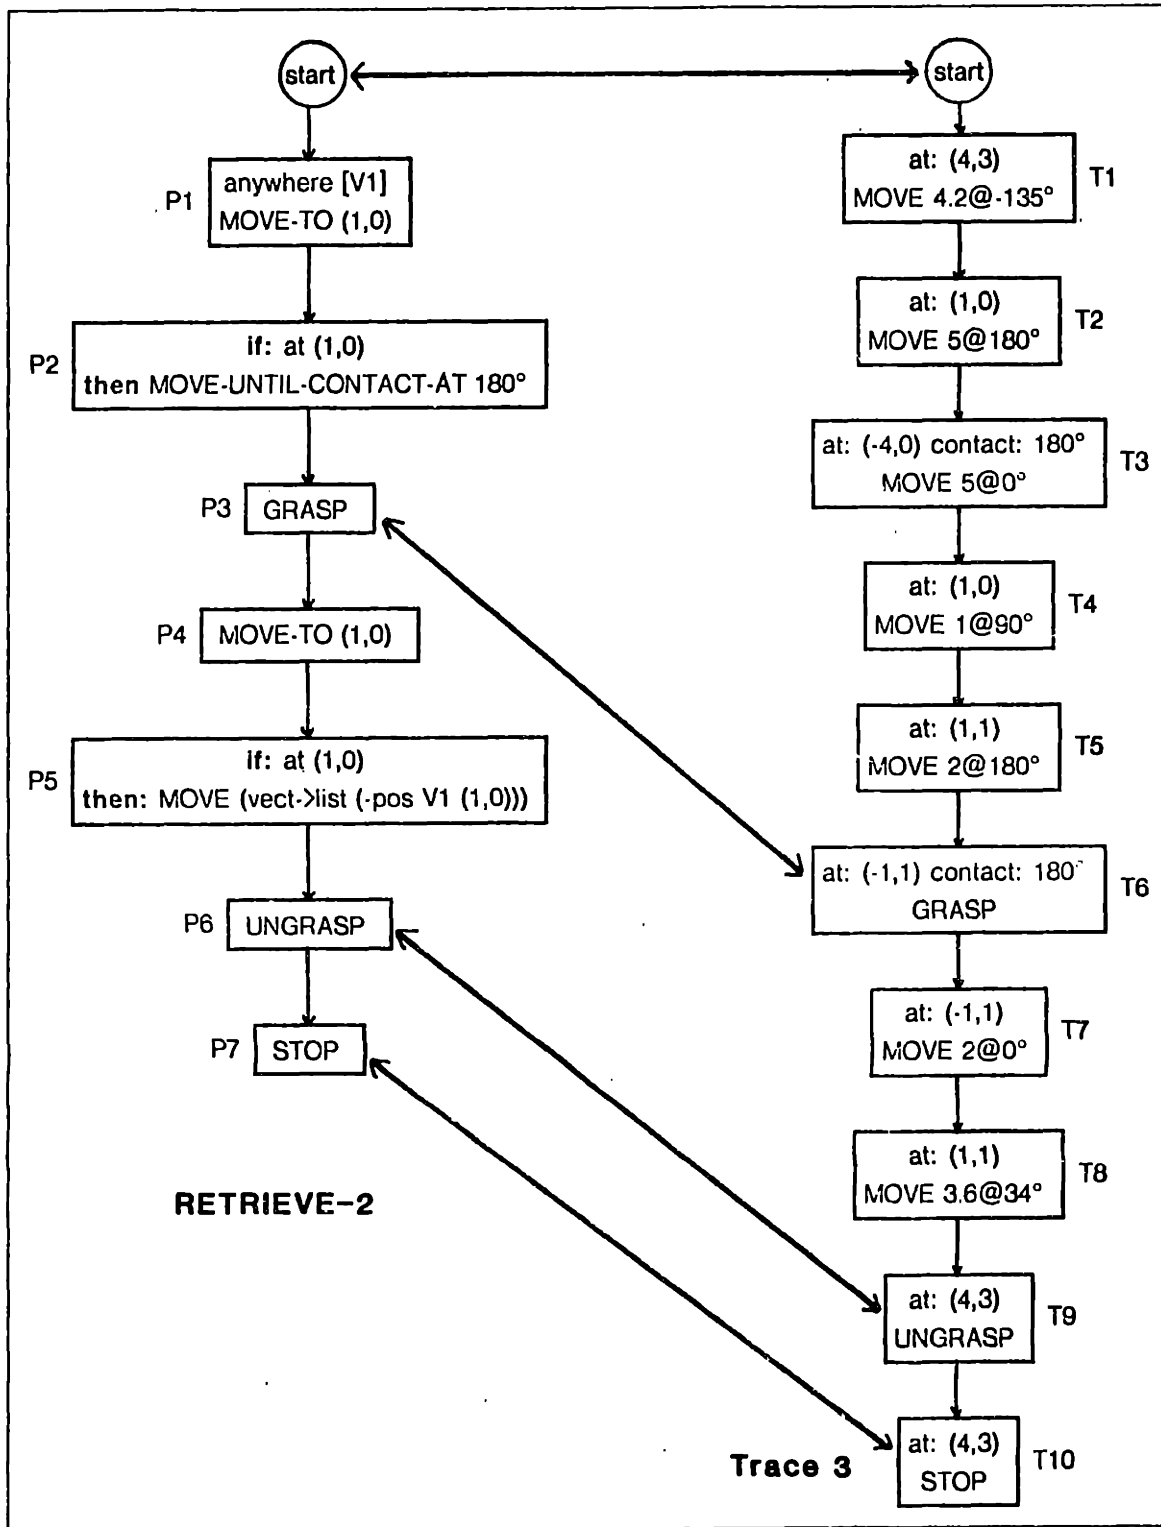 start
P1
anywhere [V1]
MOVE-TO (1,0)
P2
if: at (1,0)
then MOVE-UNTIL-CONTACT-AT 180°
P3
GRASP
P4
MOVE-TO (1,0)
P5
if: at (1,0)
then: MOVE (vect->list (-pos V1 (1,0)))
P6
UNGRASP
P7
STOP
RETRIEVE-2
start
at: (4,3)
MOVE 4.2@-135°
T1
at: (1,0)
MOVE 5@180°
T2
at: (-4,0) contact: 180°
MOVE 5@0°
T3
at: (1,0)
MOVE 1@90°
T4
at: (1,1)
MOVE 2@180°
T5
at: (-1,1) contact: 180°
GRASP
T6
at: (-1,1)
MOVE 2@0°
T7
at: (1,1)
MOVE 3.6@34°
T8
at: (4,3)
UNGRASP
T9
at: (4,3)
STOP
T10
Trace 3